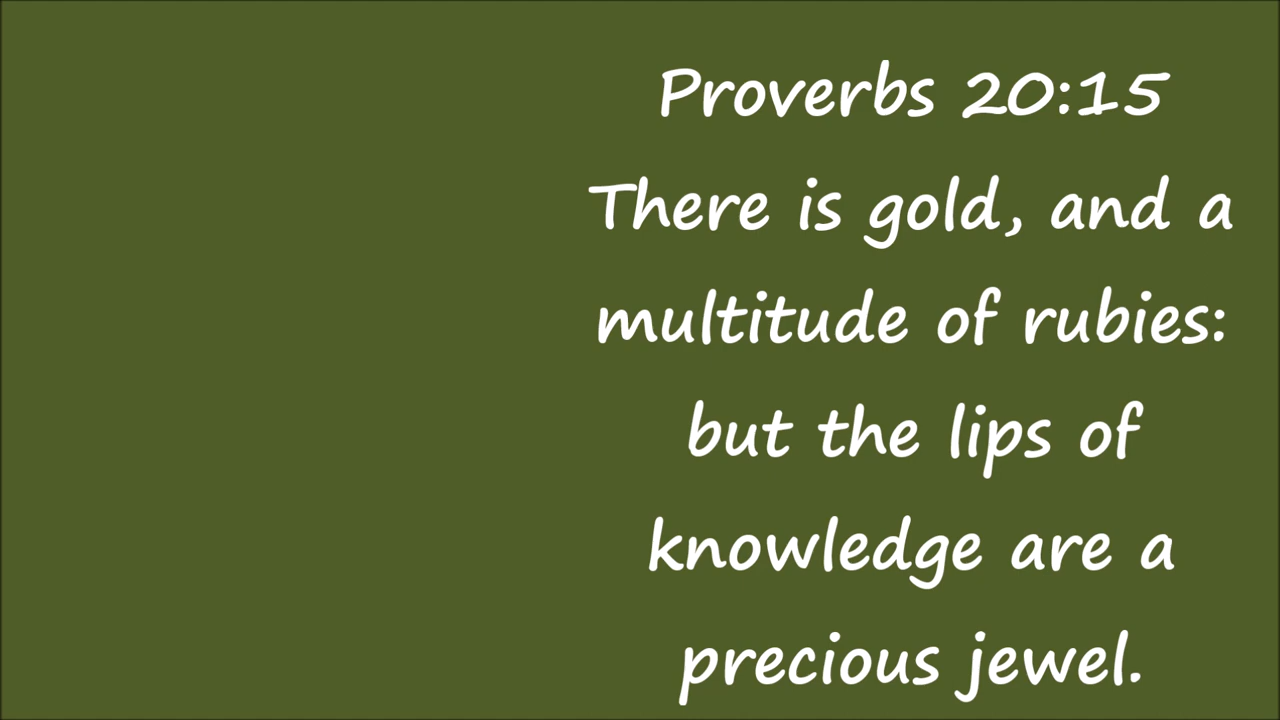 Proverbs 20:15
There is gold, and a
multitude of rubies:
but the lips of
knowledge are a
precious jewel.